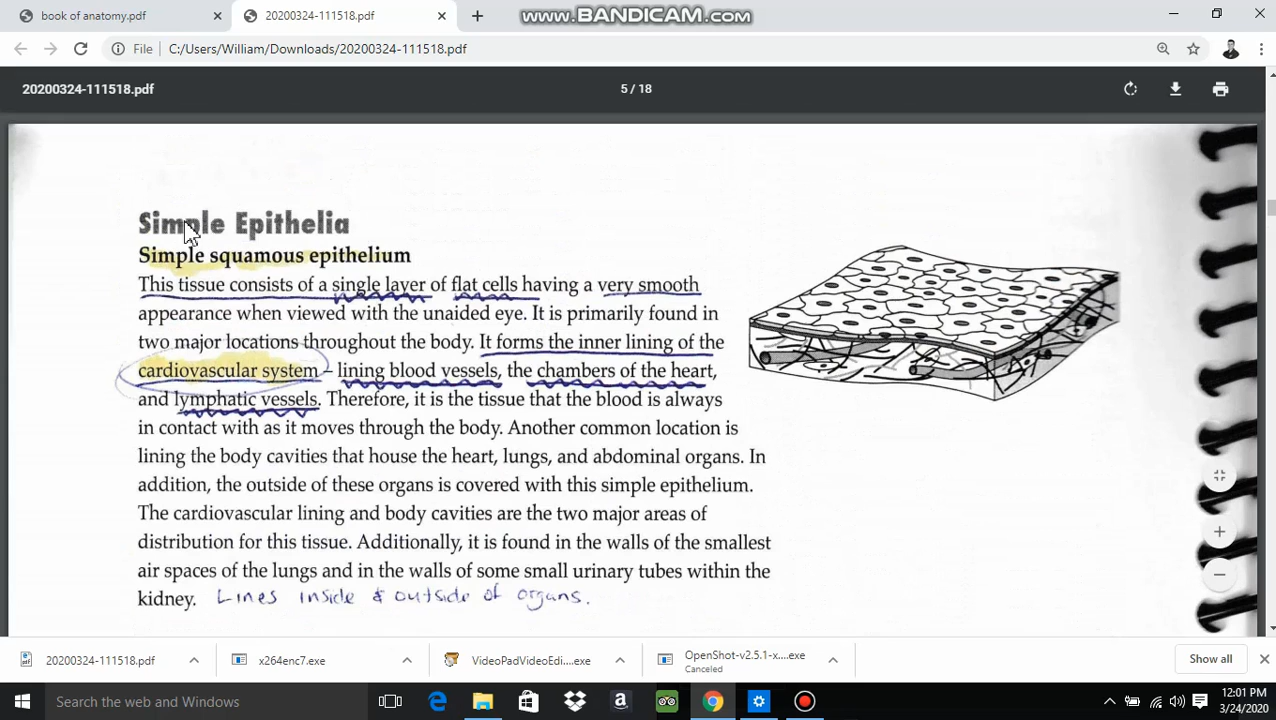 book of anatomy.pdf
20200324-111518.pdf
www.BANDICAM.com
File
C:/Users/William/Downloads/20200324-111518.pdf
20200324-111518.pdf
5 / 18
Simple Epithelia
Simple squamous epithelium
This tissue consists of a single layer of flat cells having a very smooth
appearance when viewed with the unaided eye. It is primarily found in
two major locations throughout the body. It forms the inner lining of the
cardiovascular system – lining blood vessels, the chambers of the heart,
and lymphatic vessels. Therefore, it is the tissue that the blood is always
in contact with as it moves through the body. Another common location is
lining the body cavities that house the heart, lungs, and abdominal organs. In
addition, the outside of these organs is covered with this simple epithelium.
The cardiovascular lining and body cavities are the two major areas of
distribution for this tissue. Additionally, it is found in the walls of the smallest
air spaces of the lungs and in the walls of some small urinary tubes within the
kidney. Lines inside & outside of organs.
20200324-111518.pdf
x264enc7.exe
VideoPadVideoEdi....exe
OpenShot-v2.5.1-x....exe
Canceled
Show all
Search the web and Windows
12:01 PM
3/24/2020